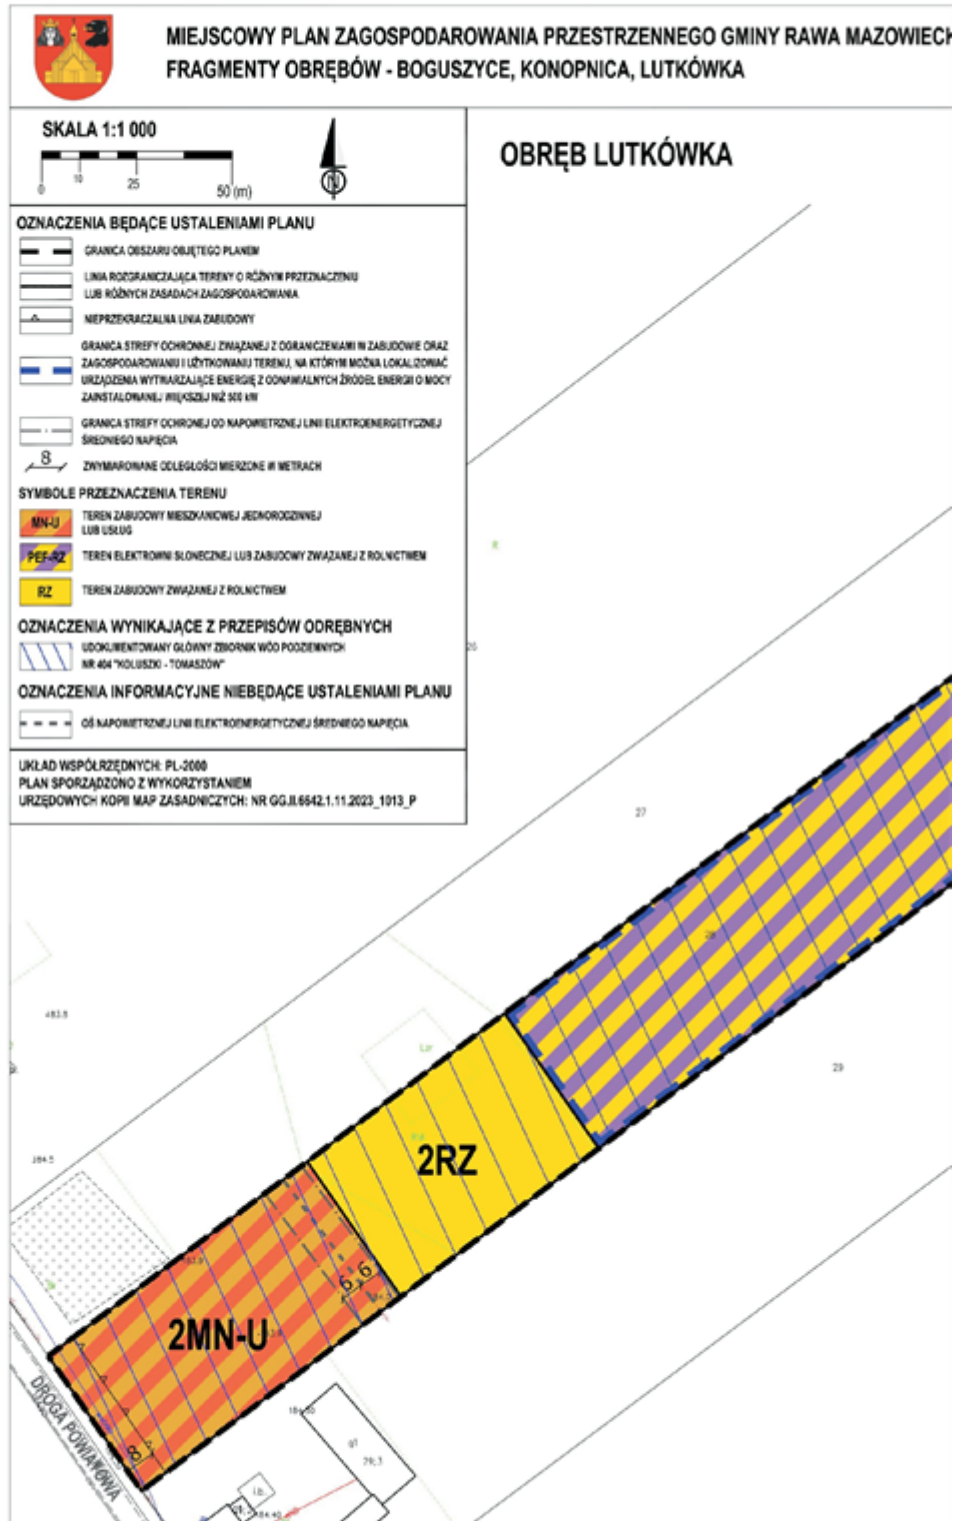 MIEJSCOWY PLAN ZAGOSPODAROWANIA PRZESTRZENNEGO GMINY RAWA MAZOWIECK
FRAGMENTY OBRĘBÓW - BOGUSZYCE, KONOPNICA, LUTKÓWKA
SKALA 1:1 000
0 10 25 50 (m)
N
OBRĘB LUTKÓWKA
OZNACZENIA BĘDĄCE USTALENIAMI PLANU
GRANICA OBSZARU OBJĘTEGO PLANEM
LINIA ROZGRANICZAJĄCA TERENY O RÓŻNYM PRZEZNACZENIU
LUB RÓŻNYCH ZASADACH ZAGOSPODAROWANIA
NIEPRZEKRACZALNA LINIA ZABUDOWY
GRANICA STREFY OCHRONNEJ ZWIĄZANEJ Z OGRANICZENIAMI W ZABUDOWIE ORAZ
ZAGOSPODAROWANIU I UŻYTKOWANIU TERENU, NA KTÓRYM MOŻNA LOKALIZOWAĆ
URZĄDZENIA WYTWARZAJĄCE ENERGIĘ Z ODNAWIALNYCH ŹRÓDEŁ ENERGII O MOCY
ZAINSTALOWANEJ WIĘKSZEJ NIŻ 500 kW
GRANICA STREFY OCHRONEJ OD NAPOWIETRZNEJ LINII ELEKTROENERGETYCZNEJ
ŚREDNIEGO NAPIĘCIA
8 ZWYMIAROWANE ODLEGŁOŚCI MIERZONE W METRACH
SYMBOLE PRZEZNACZENIA TERENU
MN-U TEREN ZABUDOWY MIESZKANIOWEJ JEDNORODZINNEJ
LUB USŁUG
PEF-RZ TEREN ELEKTROWNI SŁONECZNEJ LUB ZABUDOWY ZWIĄZANEJ Z ROLNICTWEM
RZ TEREN ZABUDOWY ZWIĄZANEJ Z ROLNICTWEM
OZNACZENIA WYNIKAJĄCE Z PRZEPISÓW ODRĘBNYCH
UDOKUMENTOWANY GŁÓWNY ZBIORNIK WÓD PODZIEMNYCH
NR 404 "KOLUSZKI - TOMASZÓW"
OZNACZENIA INFORMACYJNE NIEBĘDĄCE USTALENIAMI PLANU
OŚ NAPOWIETRZNEJ LINII ELEKTROENERGETYCZNEJ ŚREDNIEGO NAPIĘCIA
UKŁAD WSPÓŁRZĘDNYCH: PL-2000
PLAN SPORZĄDZONO Z WYKORZYSTANIEM
URZĘDOWYCH KOPII MAP ZASADNICZYCH: NR GG.II.6642.1.11.2023_1013_P
R
26
27
28
29
2RZ
6 6
2MN-U
8
DROGA POWIATOWA
i.b.